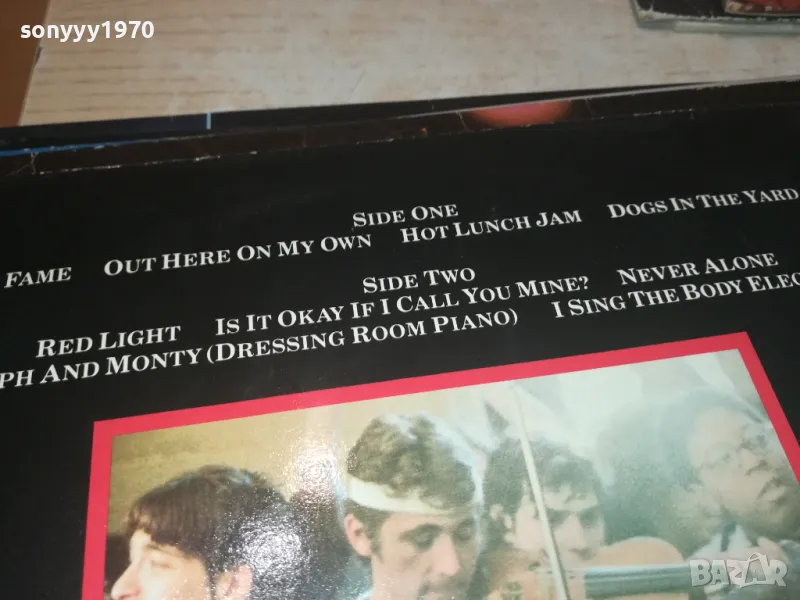 sonyyy1970
SIDE ONE
FAME OUT HERE ON MY OWN HOT LUNCH JAM DOGS IN THE YARD
SIDE TWO
RED LIGHT IS IT OKAY IF I CALL YOU MINE? NEVER ALONE
PH AND MONTY (DRESSING ROOM PIANO) I SING THE BODY ELEC
BAZAR